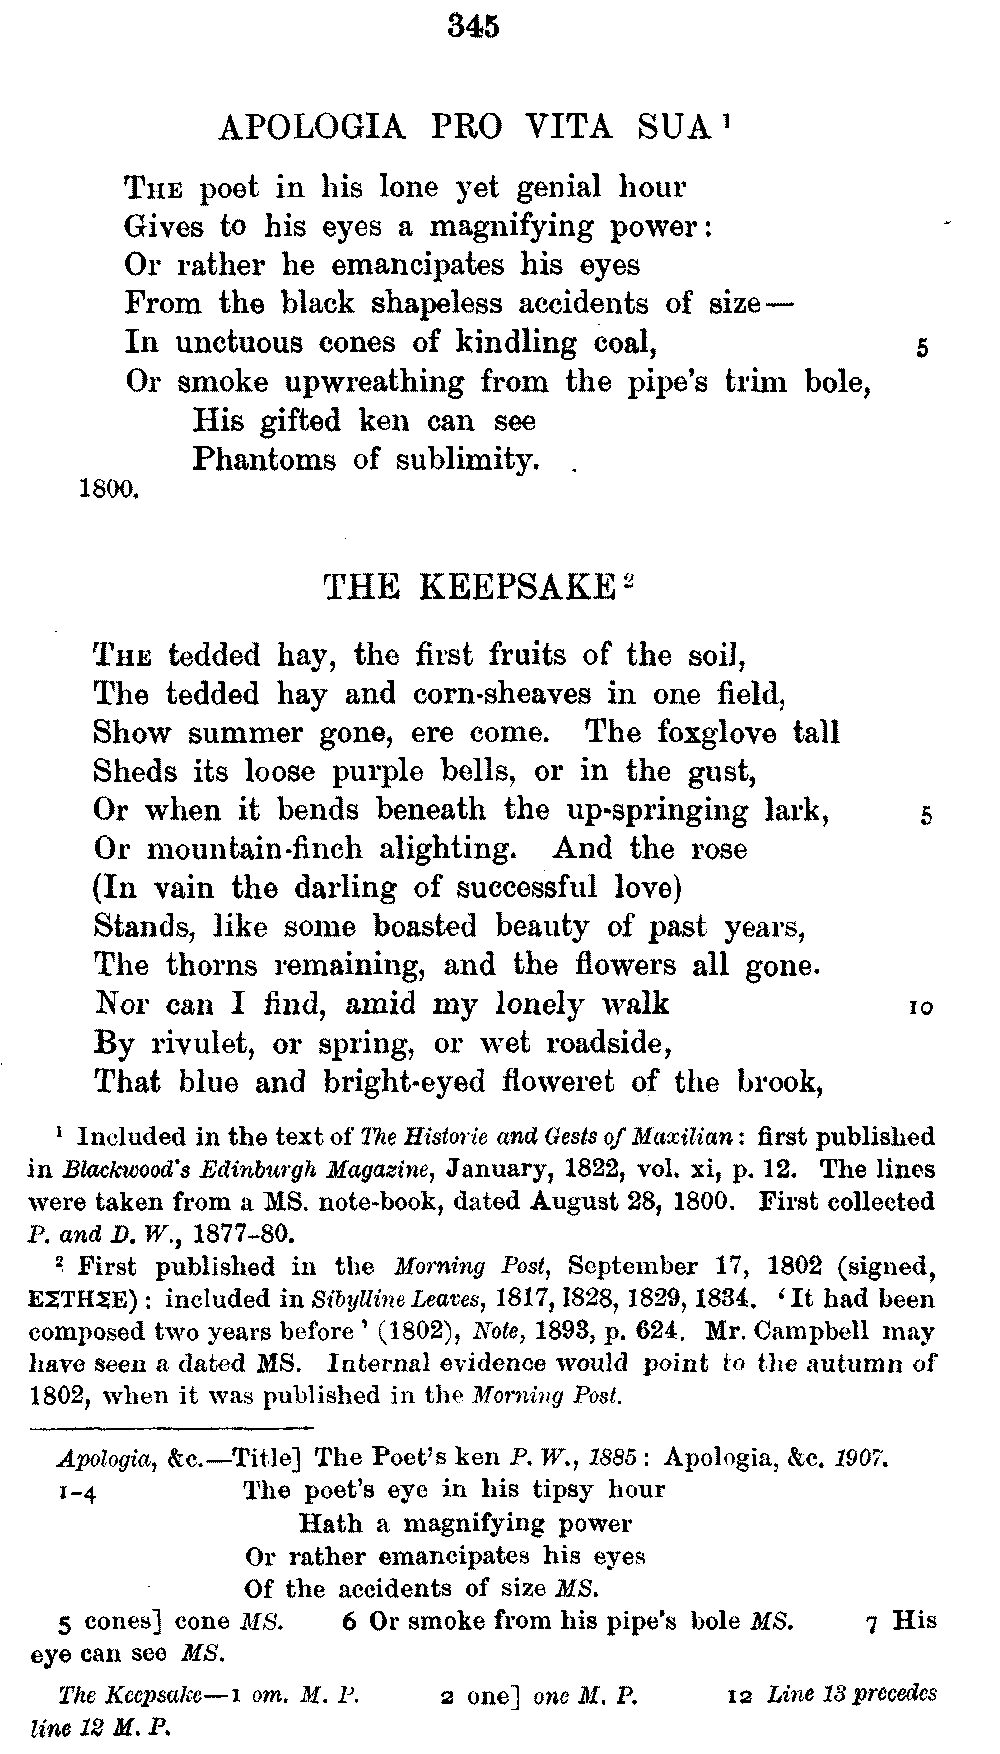 345
APOLOGIA PRO VITA SUA ¹
THE poet in his lone yet genial hour
Gives to his eyes a magnifying power:
Or rather he emancipates his eyes
From the black shapeless accidents of size—
In unctuous cones of kindling coal, 5
Or smoke upwreathing from the pipe's trim bole,
His gifted ken can see
Phantoms of sublimity.
1800.
THE KEEPSAKE ²
THE tedded hay, the first fruits of the soil,
The tedded hay and corn-sheaves in one field,
Show summer gone, ere come. The foxglove tall
Sheds its loose purple bells, or in the gust,
Or when it bends beneath the up-springing lark, 5
Or mountain-finch alighting. And the rose
(In vain the darling of successful love)
Stands, like some boasted beauty of past years,
The thorns remaining, and the flowers all gone.
Nor can I find, amid my lonely walk 10
By rivulet, or spring, or wet roadside,
That blue and bright-eyed floweret of the brook,
¹ Included in the text of The Historie and Gests of Maxilian: first published
in Blackwood's Edinburgh Magazine, January, 1822, vol. xi, p. 12. The lines
were taken from a MS. note-book, dated August 28, 1800. First collected
P. and D. W., 1877-80.
² First published in the Morning Post, September 17, 1802 (signed,
ΕΣΤΗΣΕ): included in Sibylline Leaves, 1817, 1828, 1829, 1834. 'It had been
composed two years before' (1802), Note, 1893, p. 624. Mr. Campbell may
have seen a dated MS. Internal evidence would point to the autumn of
1802, when it was published in the Morning Post.
Apologia, &c.—Title] The Poet's ken P. W., 1885: Apologia, &c. 1907.
1-4 The poet's eye in his tipsy hour
Hath a magnifying power
Or rather emancipates his eyes
Of the accidents of size MS.
5 cones] cone MS. 6 Or smoke from his pipe's bole MS. 7 His
eye can see MS.
The Keepsake—1 om. M. P. 2 one] one M. P. 12 Line 13 precedes
line 12 M. P.